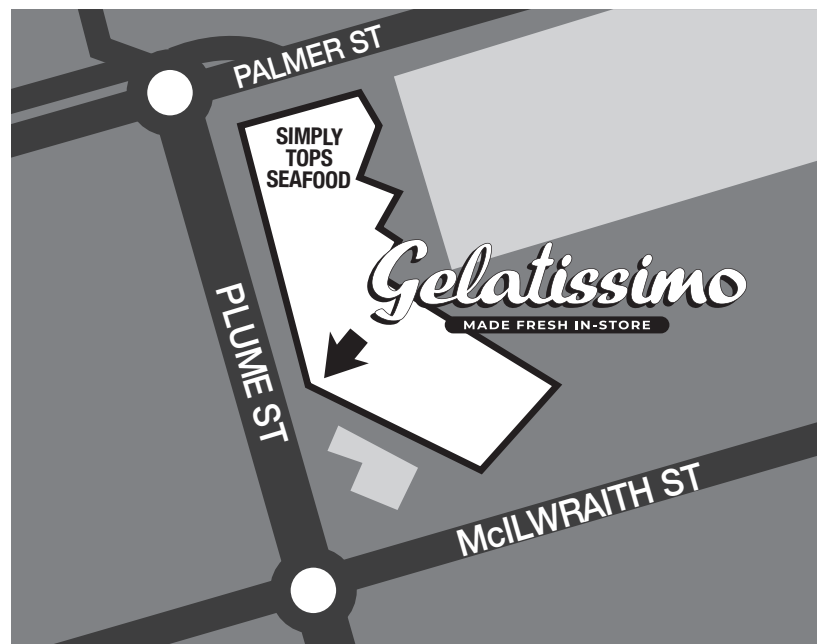 PALMER ST
SIMPLY
TOPS
SEAFOOD
Gelatissimo
MADE FRESH IN-STORE
PLUME ST
McILWRAITH ST